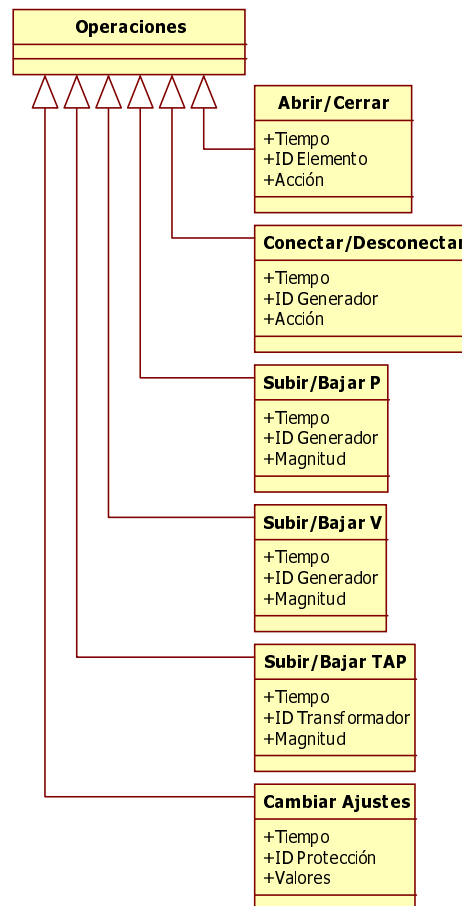 Operaciones
Abrir/Cerrar
+Tiempo
+ID Elemento
+Acción
Conectar/Desconectar
+Tiempo
+ID Generador
+Acción
Subir/Bajar P
+Tiempo
+ID Generador
+Magnitud
Subir/Bajar V
+Tiempo
+ID Generador
+Magnitud
Subir/Bajar TAP
+Tiempo
+ID Transformador
+Magnitud
Cambiar Ajustes
+Tiempo
+ID Protección
+Valores